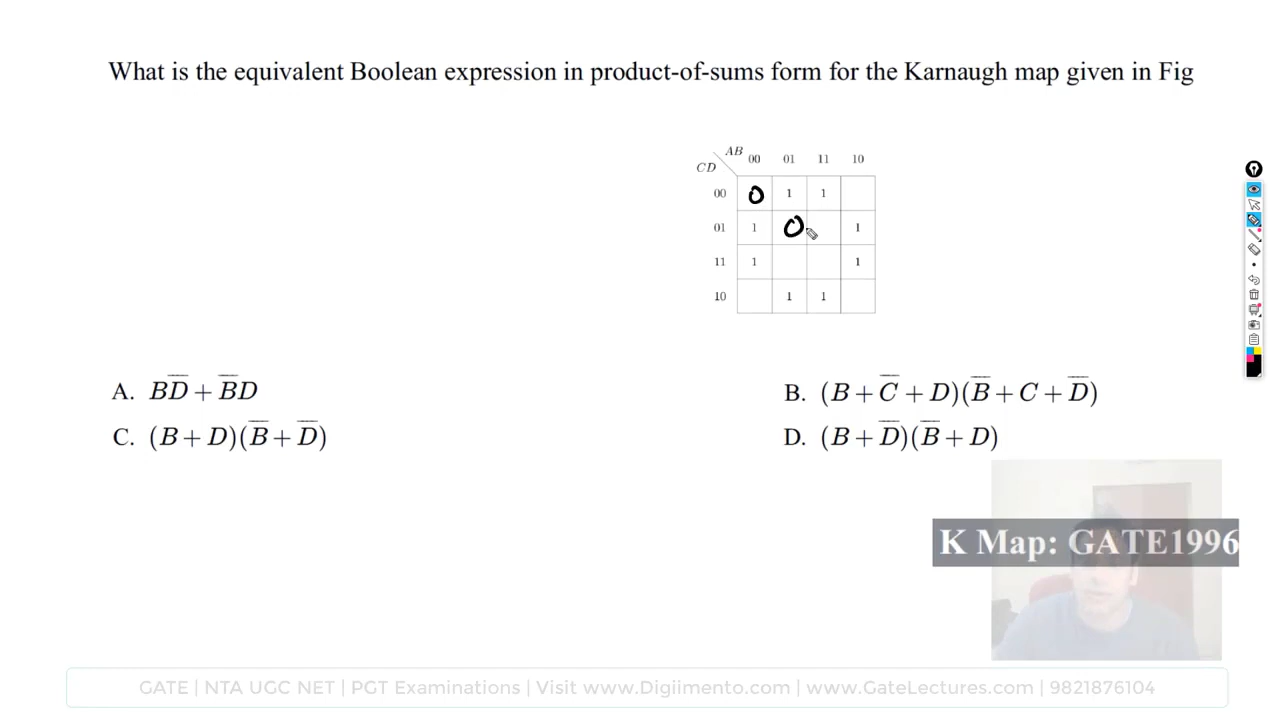 What is the equivalent Boolean expression in product-of-sums form for the Karnaugh map given in Fig
AB
CD
00 01 11 10
00 0 1 1
01 1 0 1
11 1 1
10 1 1
A. BD̅ + B̅D
B. (B + C̅ + D)(B̅ + C + D̅)
C. (B + D)(B̅ + D̅)
D. (B + D̅)(B̅ + D)
K Map: GATE1996
GATE | NTA UGC NET | PGT Examinations | Visit www.Digiimento.com | www.GateLectures.com | 9821876104